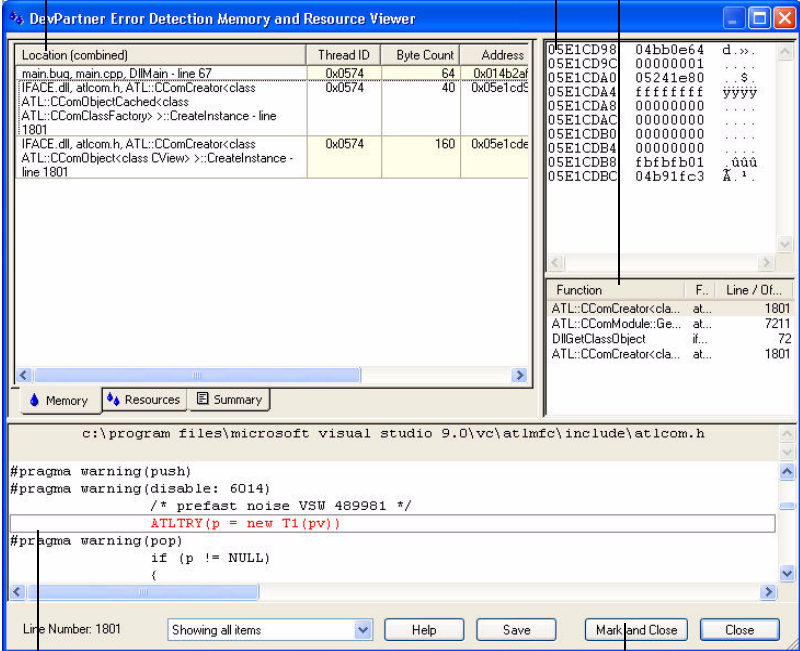 DevPartner Error Detection Memory and Resource Viewer
Location (combined) Thread ID Byte Count Address
main.bug, main.cpp, DllMain - line 67 0x0574 64 0x014b2af
IFACE.dll, atlcom.h, ATL::CComCreator<class 0x0574 40 0x05e1cd9
ATL::CComObjectCached<class
ATL::CComClassFactory> >::CreateInstance - line
1801
IFACE.dll, atlcom.h, ATL::CComCreator<class 0x0574 160 0x05e1cde
ATL::CComObject<class CView> >::CreateInstance -
line 1801
05E1CD98 04bb0e64 d.».
05E1CD9C 00000001 ....
05E1CDA0 05241e80 ..$.
05E1CDA4 ffffffff ÿÿÿÿ
05E1CDA8 00000000 ....
05E1CDAC 00000000 ....
05E1CDB0 00000000 ....
05E1CDB4 00000000 ....
05E1CDB8 fbfbfb01 .ûûû
05E1CDBC 04b91fc3 Ã.¹.
Function F.. Line / Of...
ATL::CComCreator<cla... at... 1801
ATL::CComModule::Ge... at... 7211
DllGetClassObject if... 72
ATL::CComCreator<cla... at... 1801
Memory Resources Summary
c:\program files\microsoft visual studio 9.0\vc\atlmfc\include\atlcom.h
#pragma warning(push)
#pragma warning(disable: 6014)
/* prefast noise VSW 489981 */
ATLTRY(p = new T1(pv))
#pragma warning(pop)
if (p != NULL)
{
Line Number: 1801 Showing all items Help Save Mark and Close Close